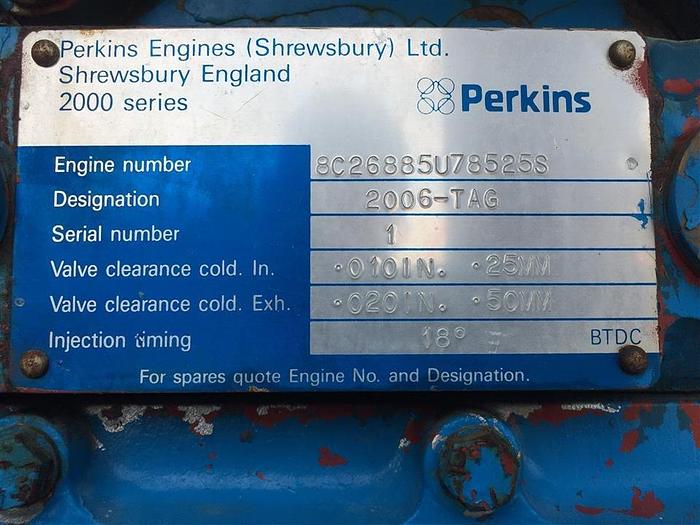 Perkins Engines (Shrewsbury) Ltd.
Shrewsbury England
2000 series
Perkins
Engine number 8C26885U78525S
Designation 2006-TAG
Serial number 1
Valve clearance cold. In. .010IN. .25MM
Valve clearance cold. Exh. .020IN. .50MM
Injection timing 18° BTDC
For spares quote Engine No. and Designation.